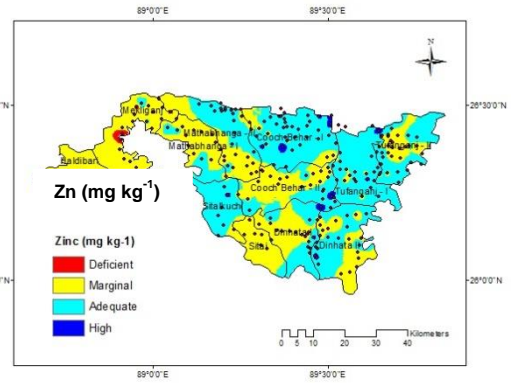 89°0'0"E 89°30'0"E
N
Mekliganj
Haldibari
Mathabhanga - II
Mathabhanga - I
Cooch Behar - I
Tufanganj - II
Cooch Behar - II
Tufanganj - I
Sitalkuchi
Dinhata I
Sitai
Dinhata II
26°30'0"N
26°0'0"N
Zn (mg kg-1)
Zinc (mg kg-1)
Deficient
Marginal
Adequate
High
Kilometers
0 5 10 20 30 40
89°0'0"E 89°30'0"E